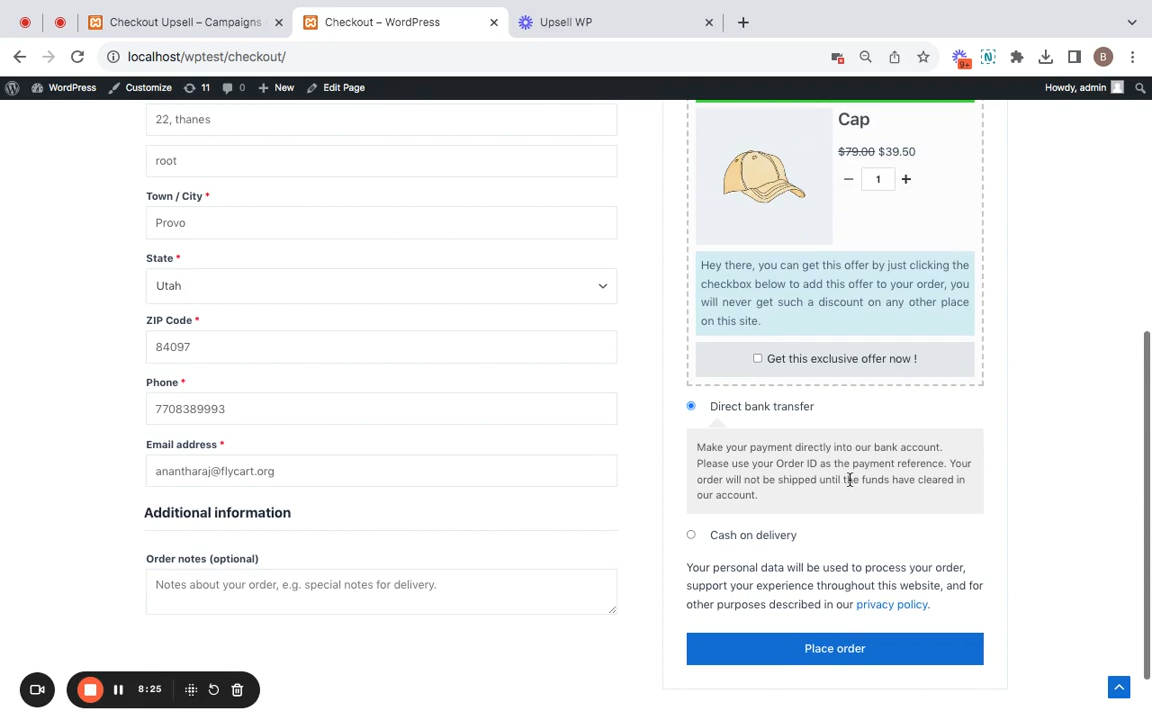 Checkout Upsell – Campaigns
Checkout – WordPress
Upsell WP
localhost/wptest/checkout/
9+
B
WordPress
Customize
11
0
New
Edit Page
Howdy, admin
22, thanes
root
Town / City *
Provo
State *
Utah
ZIP Code *
84097
Phone *
7708389993
Email address *
anantharaj@flycart.org
Additional information
Order notes (optional)
Notes about your order, e.g. special notes for delivery.
Cap
$79.00 $39.50
1
Hey there, you can get this offer by just clicking the
checkbox below to add this offer to your order, you
will never get such a discount on any other place
on this site.
Get this exclusive offer now !
Direct bank transfer
Make your payment directly into our bank account.
Please use your Order ID as the payment reference. Your
order will not be shipped until the funds have cleared in
our account.
Cash on delivery
Your personal data will be used to process your order,
support your experience throughout this website, and for
other purposes described in our privacy policy.
Place order
8:25